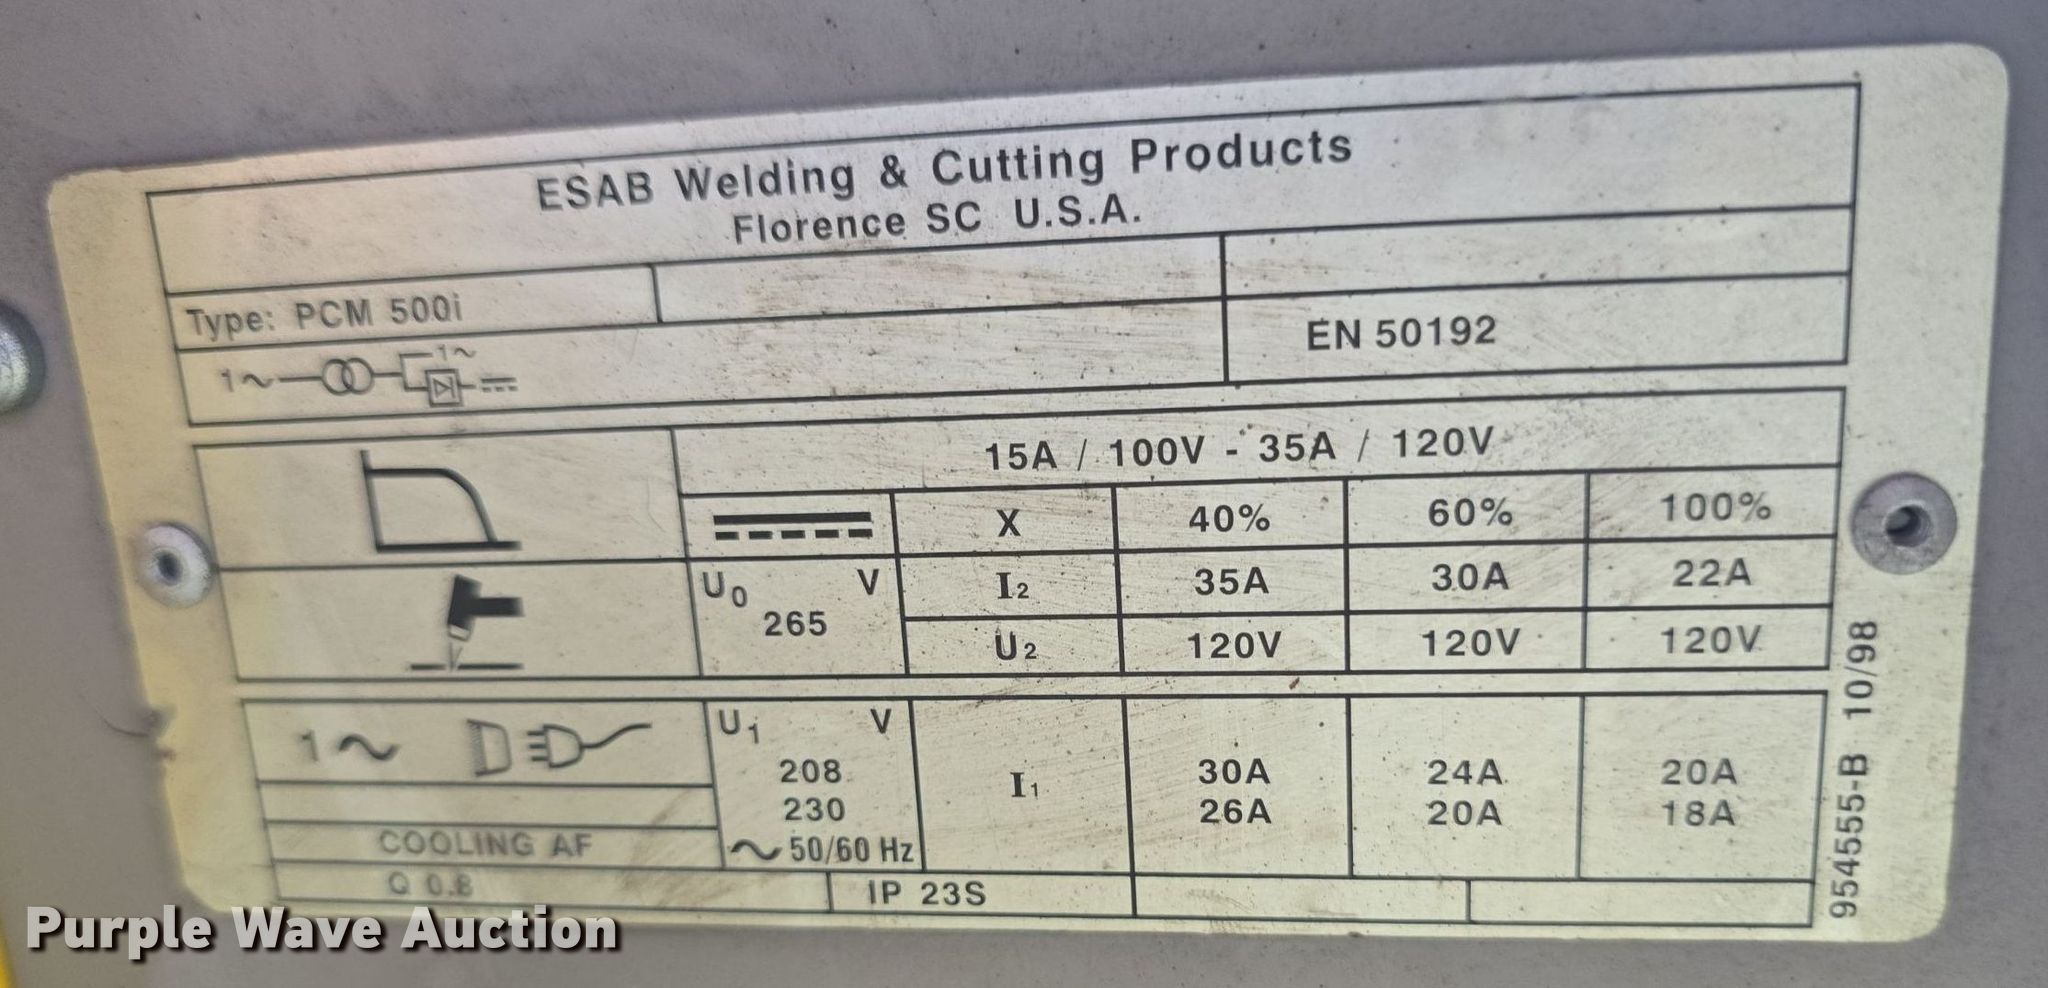 ESAB Welding & Cutting Products
Florence SC U.S.A.
Type: PCM 500i
1~ 1~
EN 50192
15A / 100V - 35A / 120V
X 40% 60% 100%
U0 V I2 35A 30A 22A
265
U2 120V 120V 120V
1~ U1 V
208 I1 30A 24A 20A
230 26A 20A 18A
COOLING AF ~ 50/60 Hz
Q 0.8 IP 23S
954555-B 10/98
Purple Wave Auction